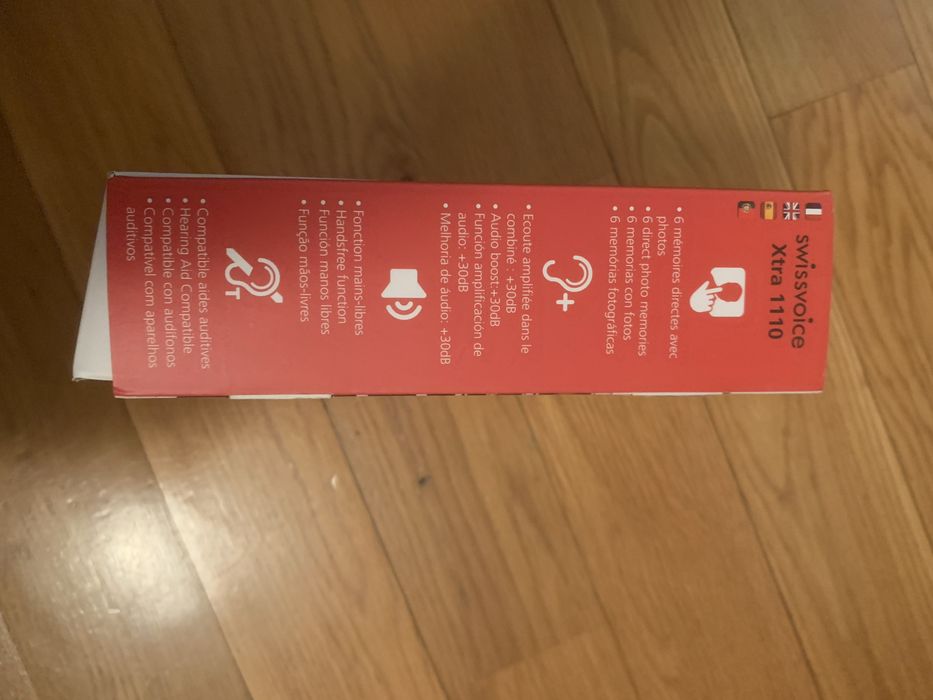 swissvoice
Xtra 1110
• 6 mémoires directes avec
photos
• 6 direct photo memories
• 6 memorias con fotos
• 6 memórias fotográficas
• Ecoute amplifiée dans le
combiné : +30dB
• Audio boost:+30dB
• Función amplificación de
audio: +30dB
• Melhoria de áudio: +30dB
• Fonction mains-libres
• Handsfree function
• Función manos libres
• Função mãos-livres
T
• Compatible aides auditives
• Hearing Aid Compatible
• Compatible con audífonos
• Compatível com aparelhos
auditivos